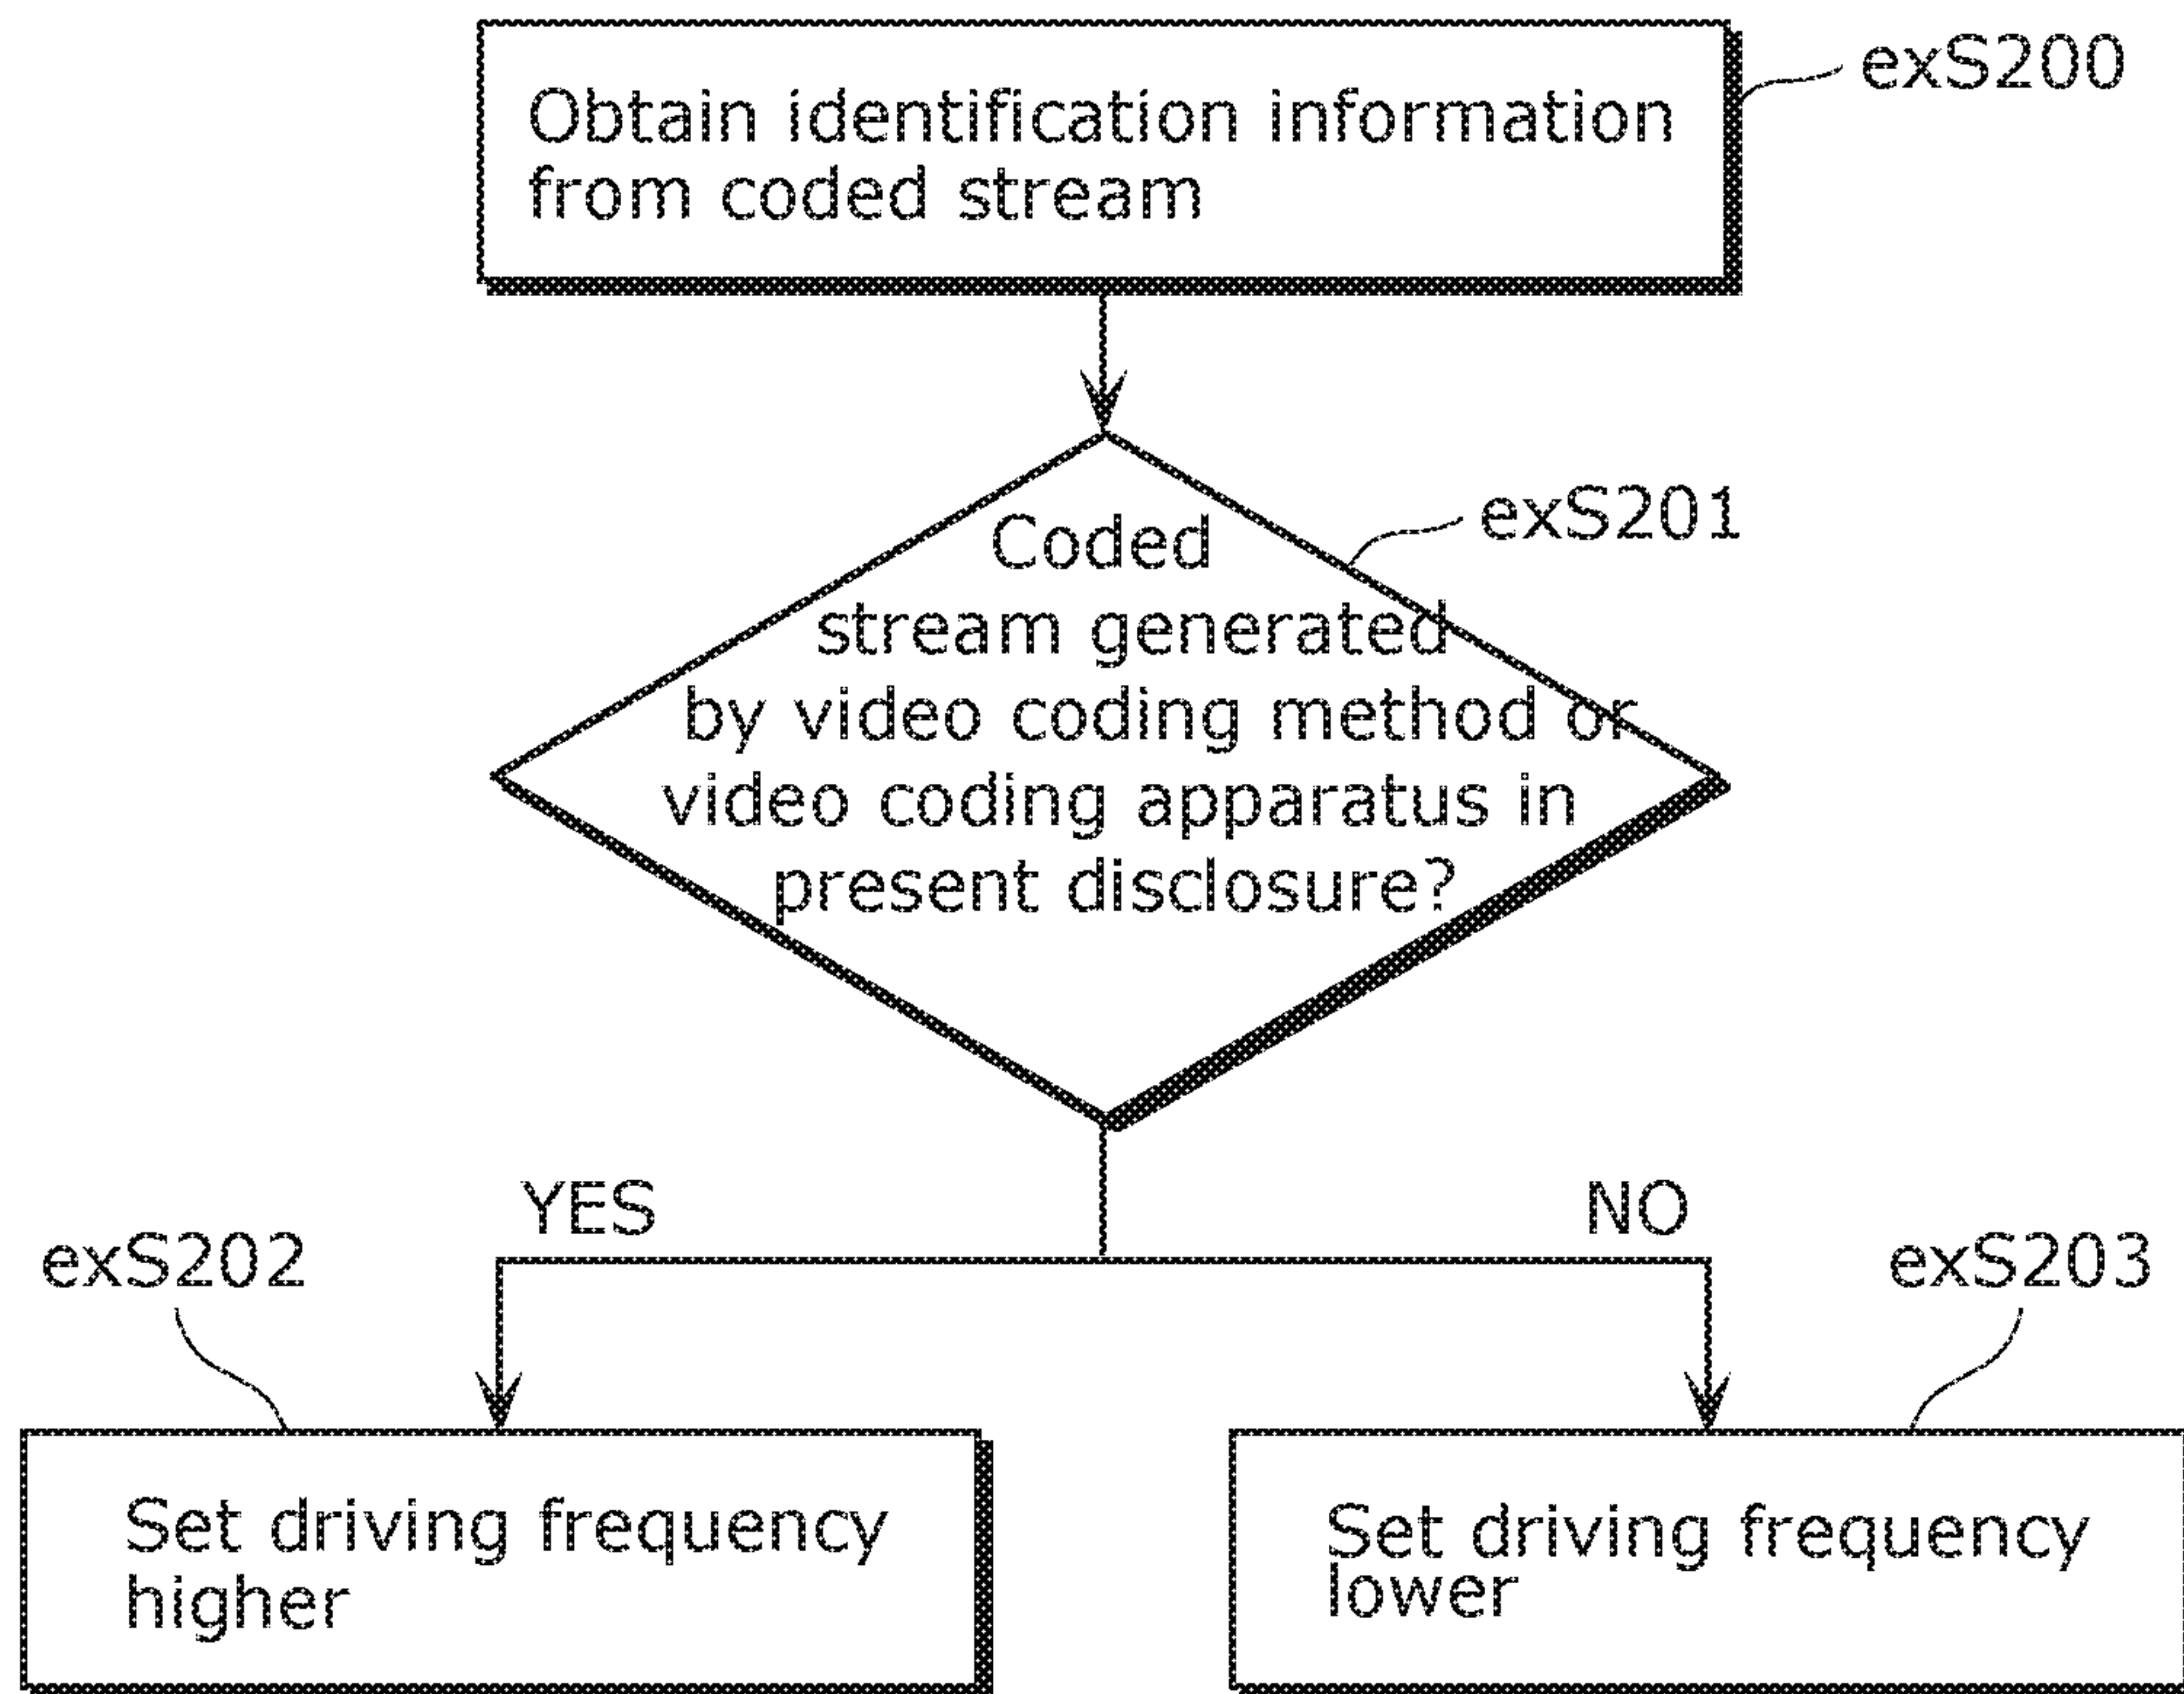 exS200
Obtain identification information
from coded stream
exS201
Coded
stream generated
by video coding method or
video coding apparatus in
present disclosure?
YES
NO
exS202
exS203
Set driving frequency
higher
Set driving frequency
lower